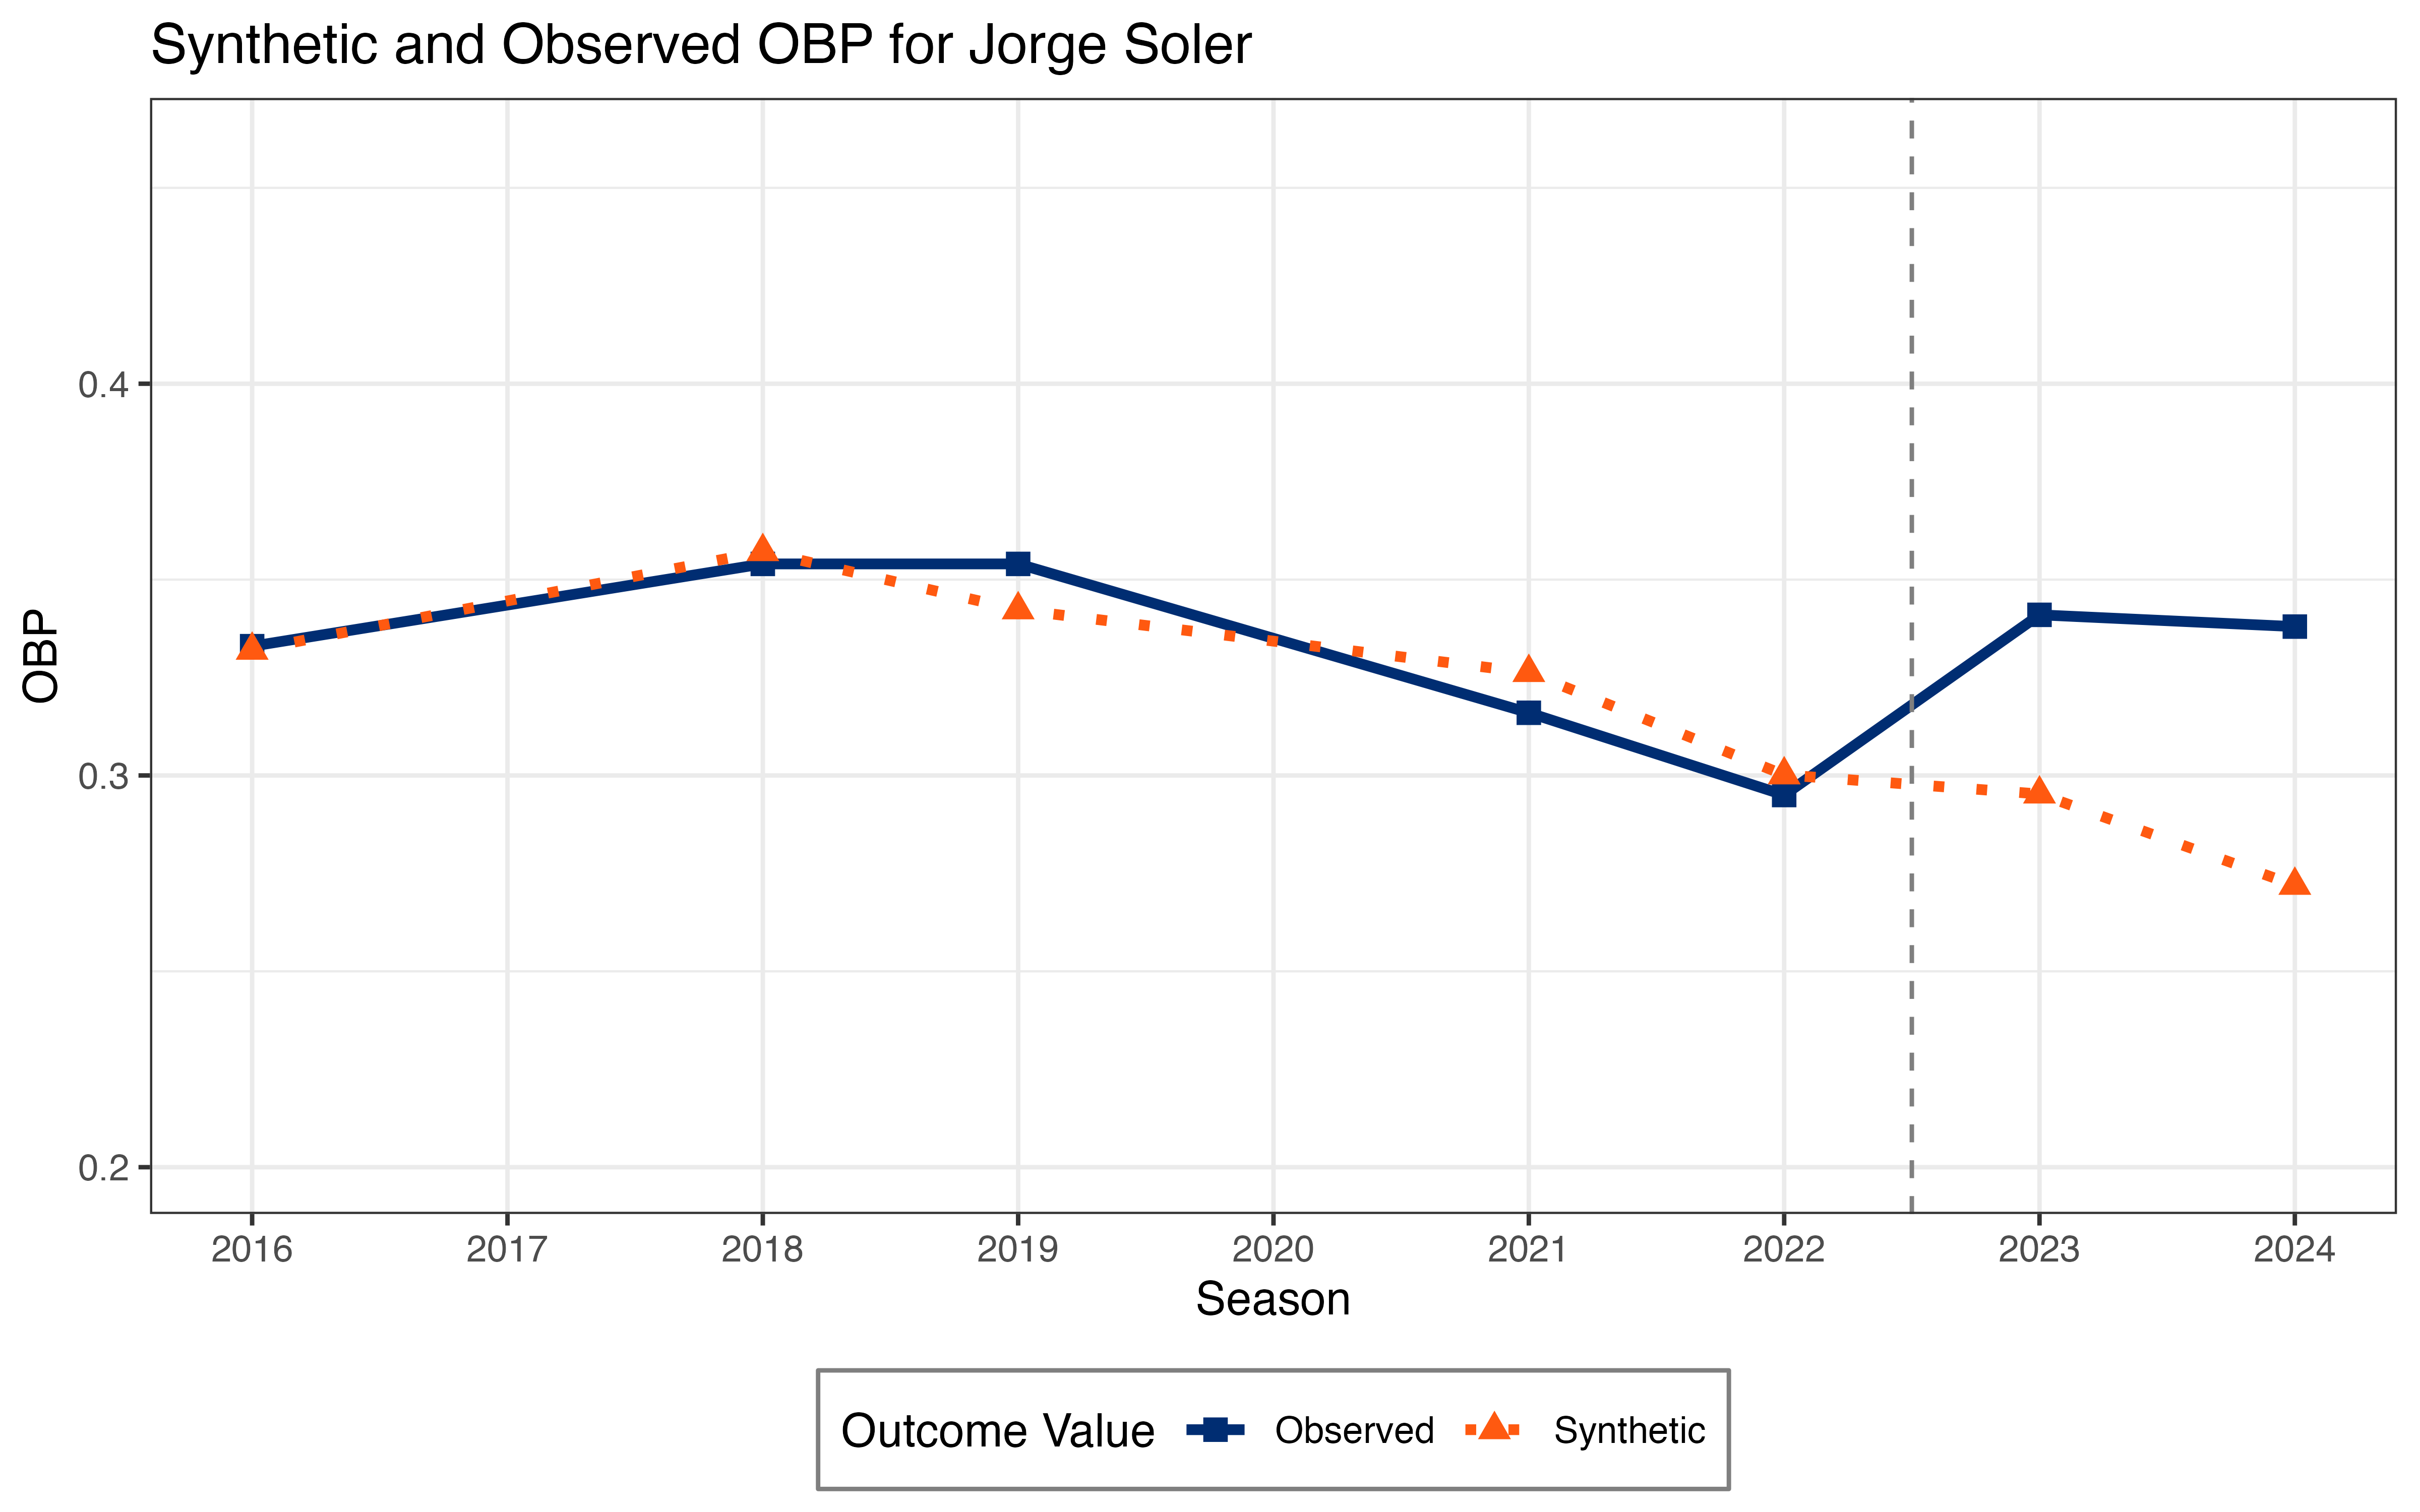 Synthetic and Observed OBP for Jorge Soler
OBP
0.4
0.3
0.2
2016 2017 2018 2019 2020 2021 2022 2023 2024
Season
Outcome Value Observed Synthetic